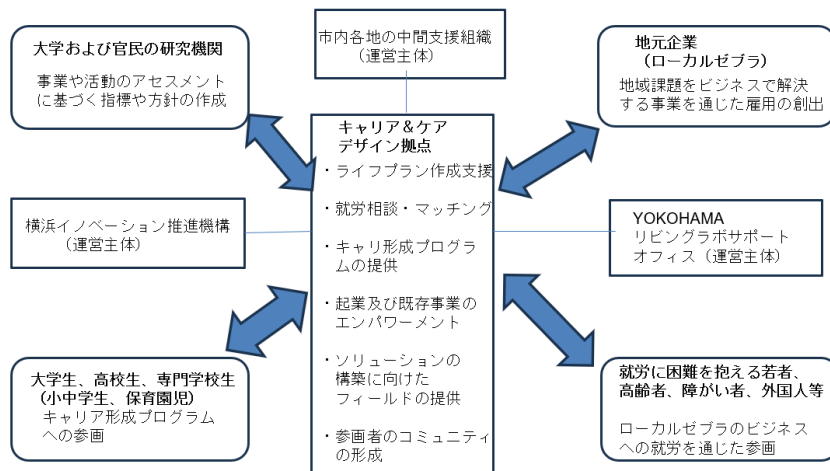 大学および官民の研究機関
事業や活動のアセスメント
に基づく指標や方針の作成
市内各地の中間支援組織
（運営主体）
地元企業
（ローカルゼブラ）
地域課題をビジネスで解決
する事業を通じた雇用の創出
キャリア＆ケア
デザイン拠点
・ライフプラン作成支援
・就労相談・マッチング
・キャリ形成プログラ
ムの提供
・起業及び既存事業の
エンパワーメント
・ソリューションの
構築に向けた
フィールドの提供
・参画者のコミュニティ
の形成
横浜イノベーション推進機構
（運営主体）
YOKOHAMA
リビングラボサポート
オフィス（運営主体）
大学生、高校生、専門学校生
(小中学生、保育園児)
キャリア形成プログラム
への参画
就労に困難を抱える若者、
高齢者、障がい者、外国人等
ローカルゼブラのビジネス
への就労を通じた参画